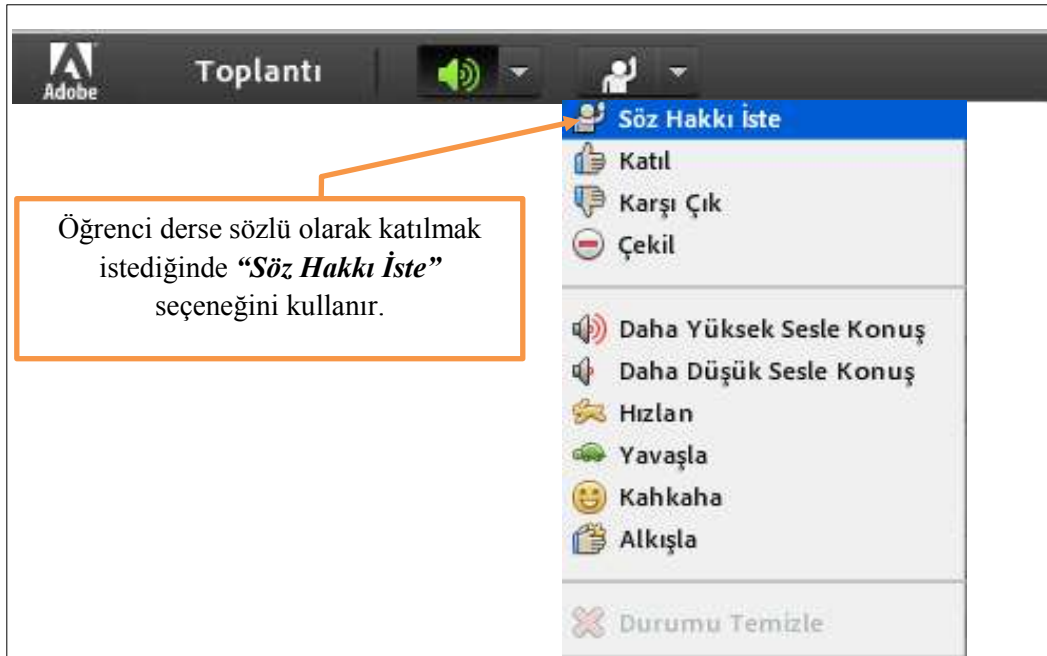 Adobe
Toplantı
Söz Hakkı İste
Katıl
Karşı Çık
Çekil
Öğrenci derse sözlü olarak katılmak
istediğinde “Söz Hakkı İste”
seçeneğini kullanır.
Daha Yüksek Sesle Konuş
Daha Düşük Sesle Konuş
Hızlan
Yavaşla
Kahkaha
Alkışla
Durumu Temizle